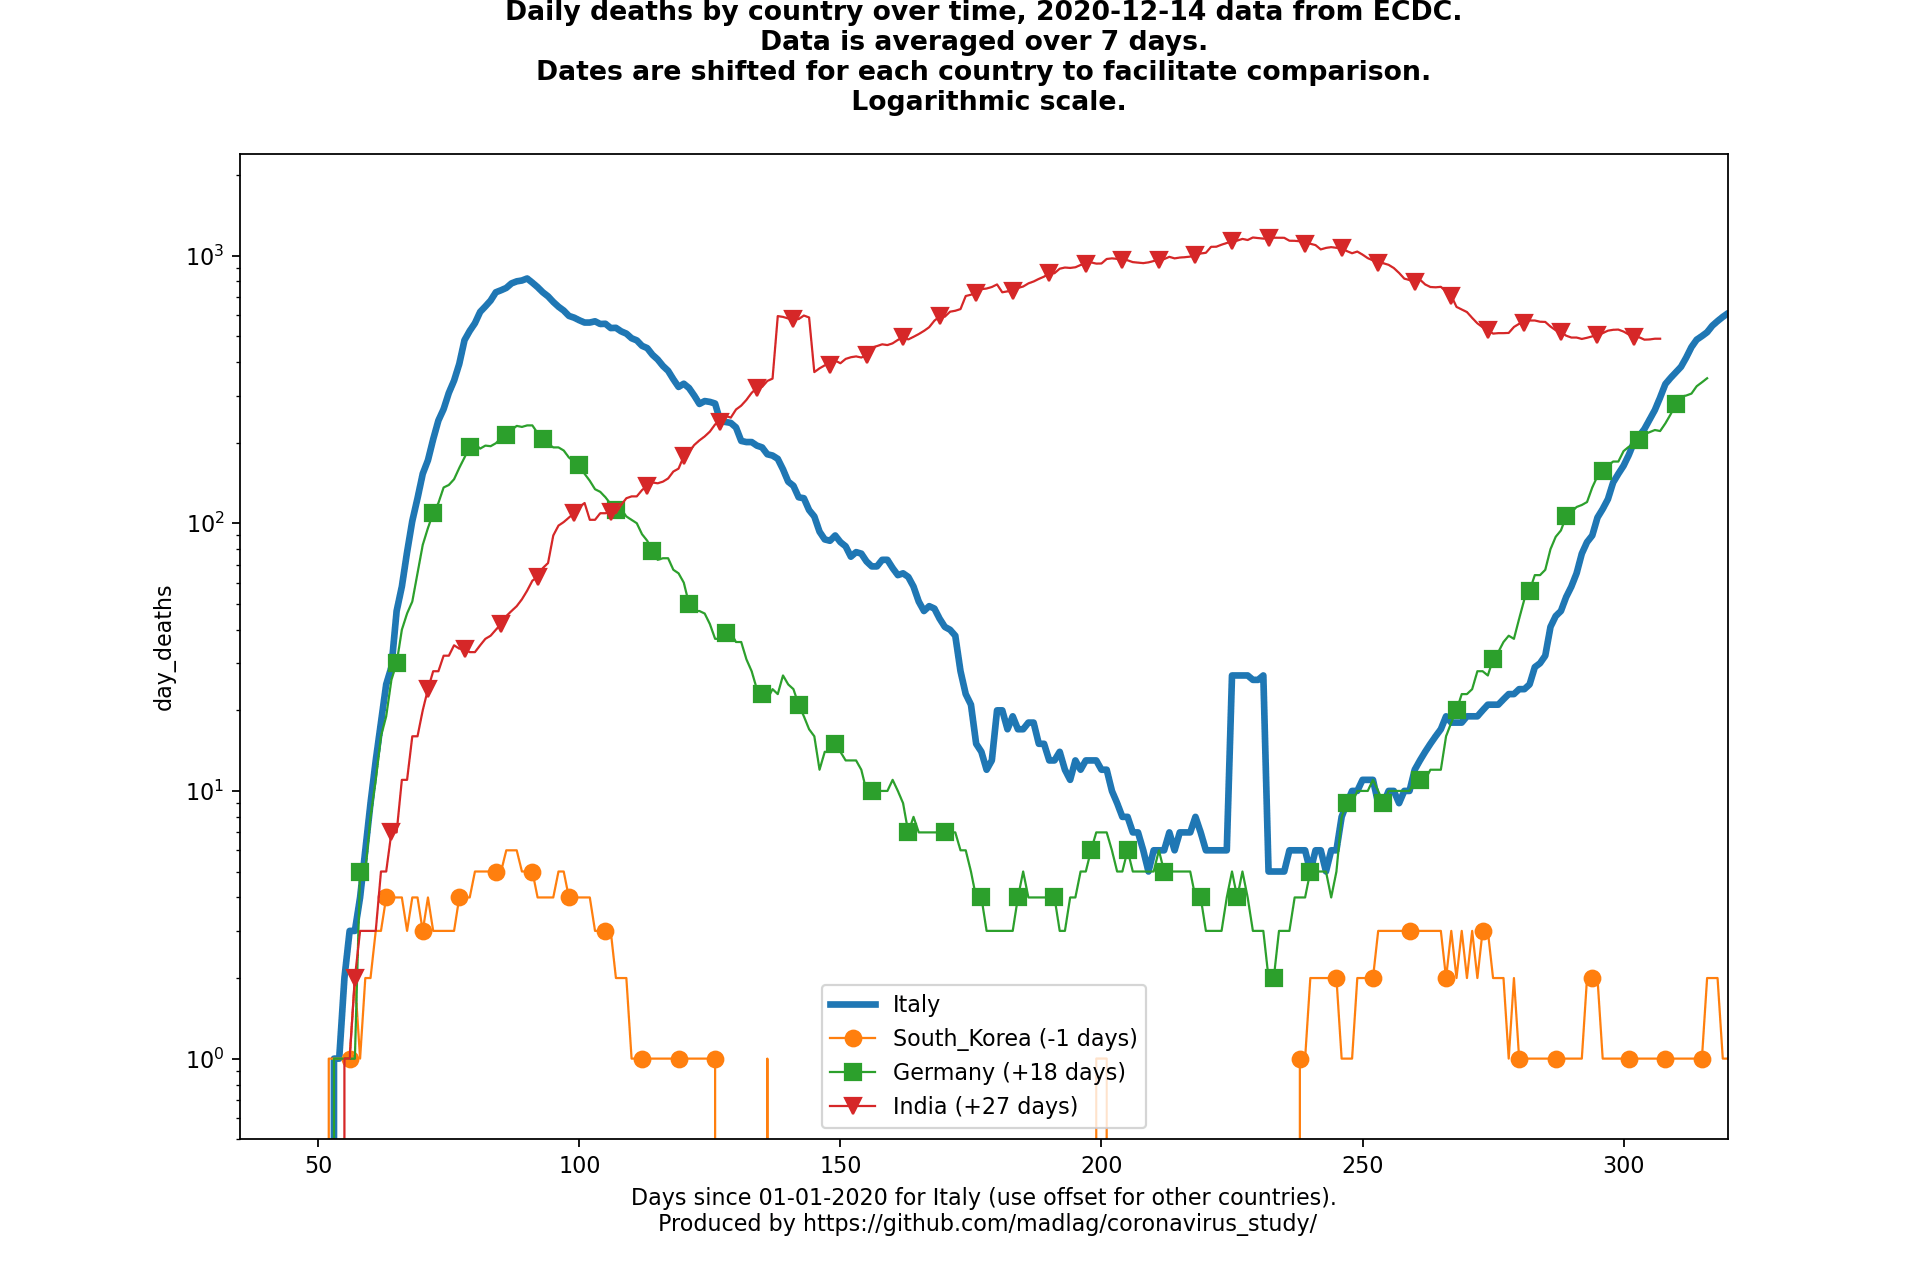 Daily deaths by country over time, 2020-12-14 data from ECDC.
Data is averaged over 7 days.
Dates are shifted for each country to facilitate comparison.
Logarithmic scale.
10³
10²
10¹
10⁰
day_deaths
Italy
South_Korea (-1 days)
Germany (+18 days)
India (+27 days)
50 100 150 200 250 300
Days since 01-01-2020 for Italy (use offset for other countries).
Produced by https://github.com/madlag/coronavirus_study/